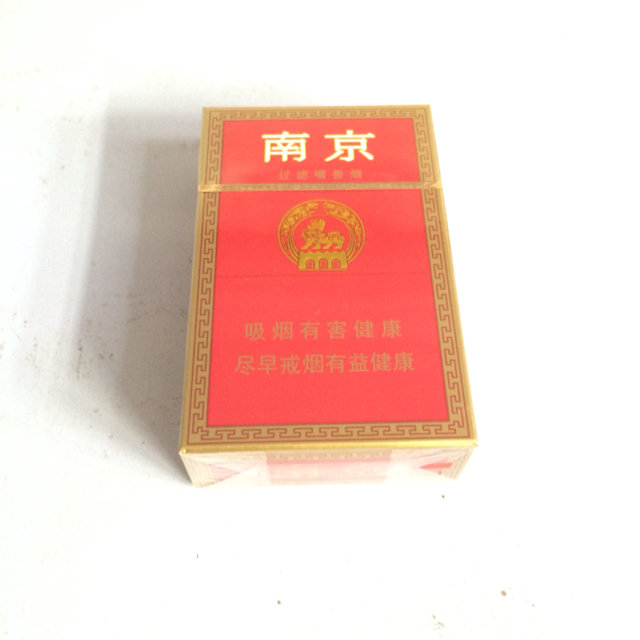 南京
过滤嘴香烟
吸烟有害健康
尽早戒烟有益健康